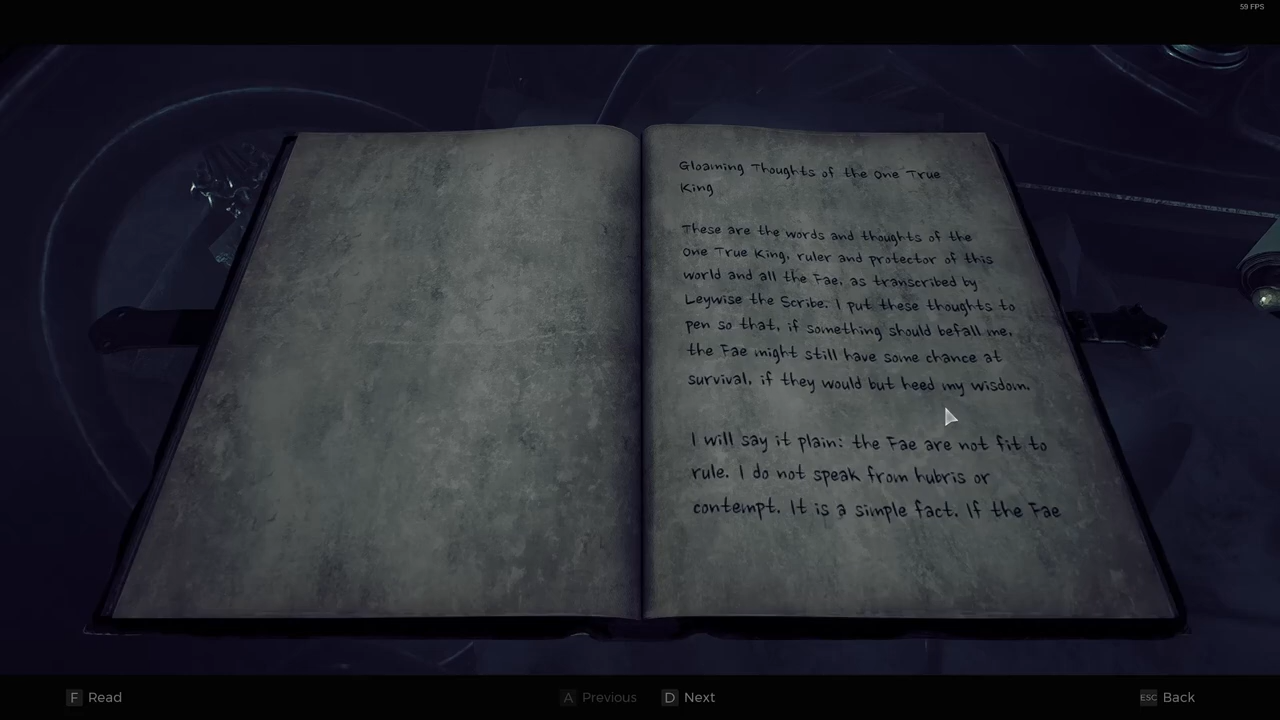 59 FPS
Gloaming Thoughts of the One True
King
These are the words and thoughts of the
One True King, ruler and protector of this
world and all the Fae, as transcribed by
Leywise the Scribe. I put these thoughts to
pen so that, if something should befall me,
the Fae might still have some chance at
survival, if they would but heed my wisdom.
I will say it plain: the Fae are not fit to
rule. I do not speak from hubris or
contempt. It is a simple fact. If the Fae
F Read
A Previous
D Next
ESC Back